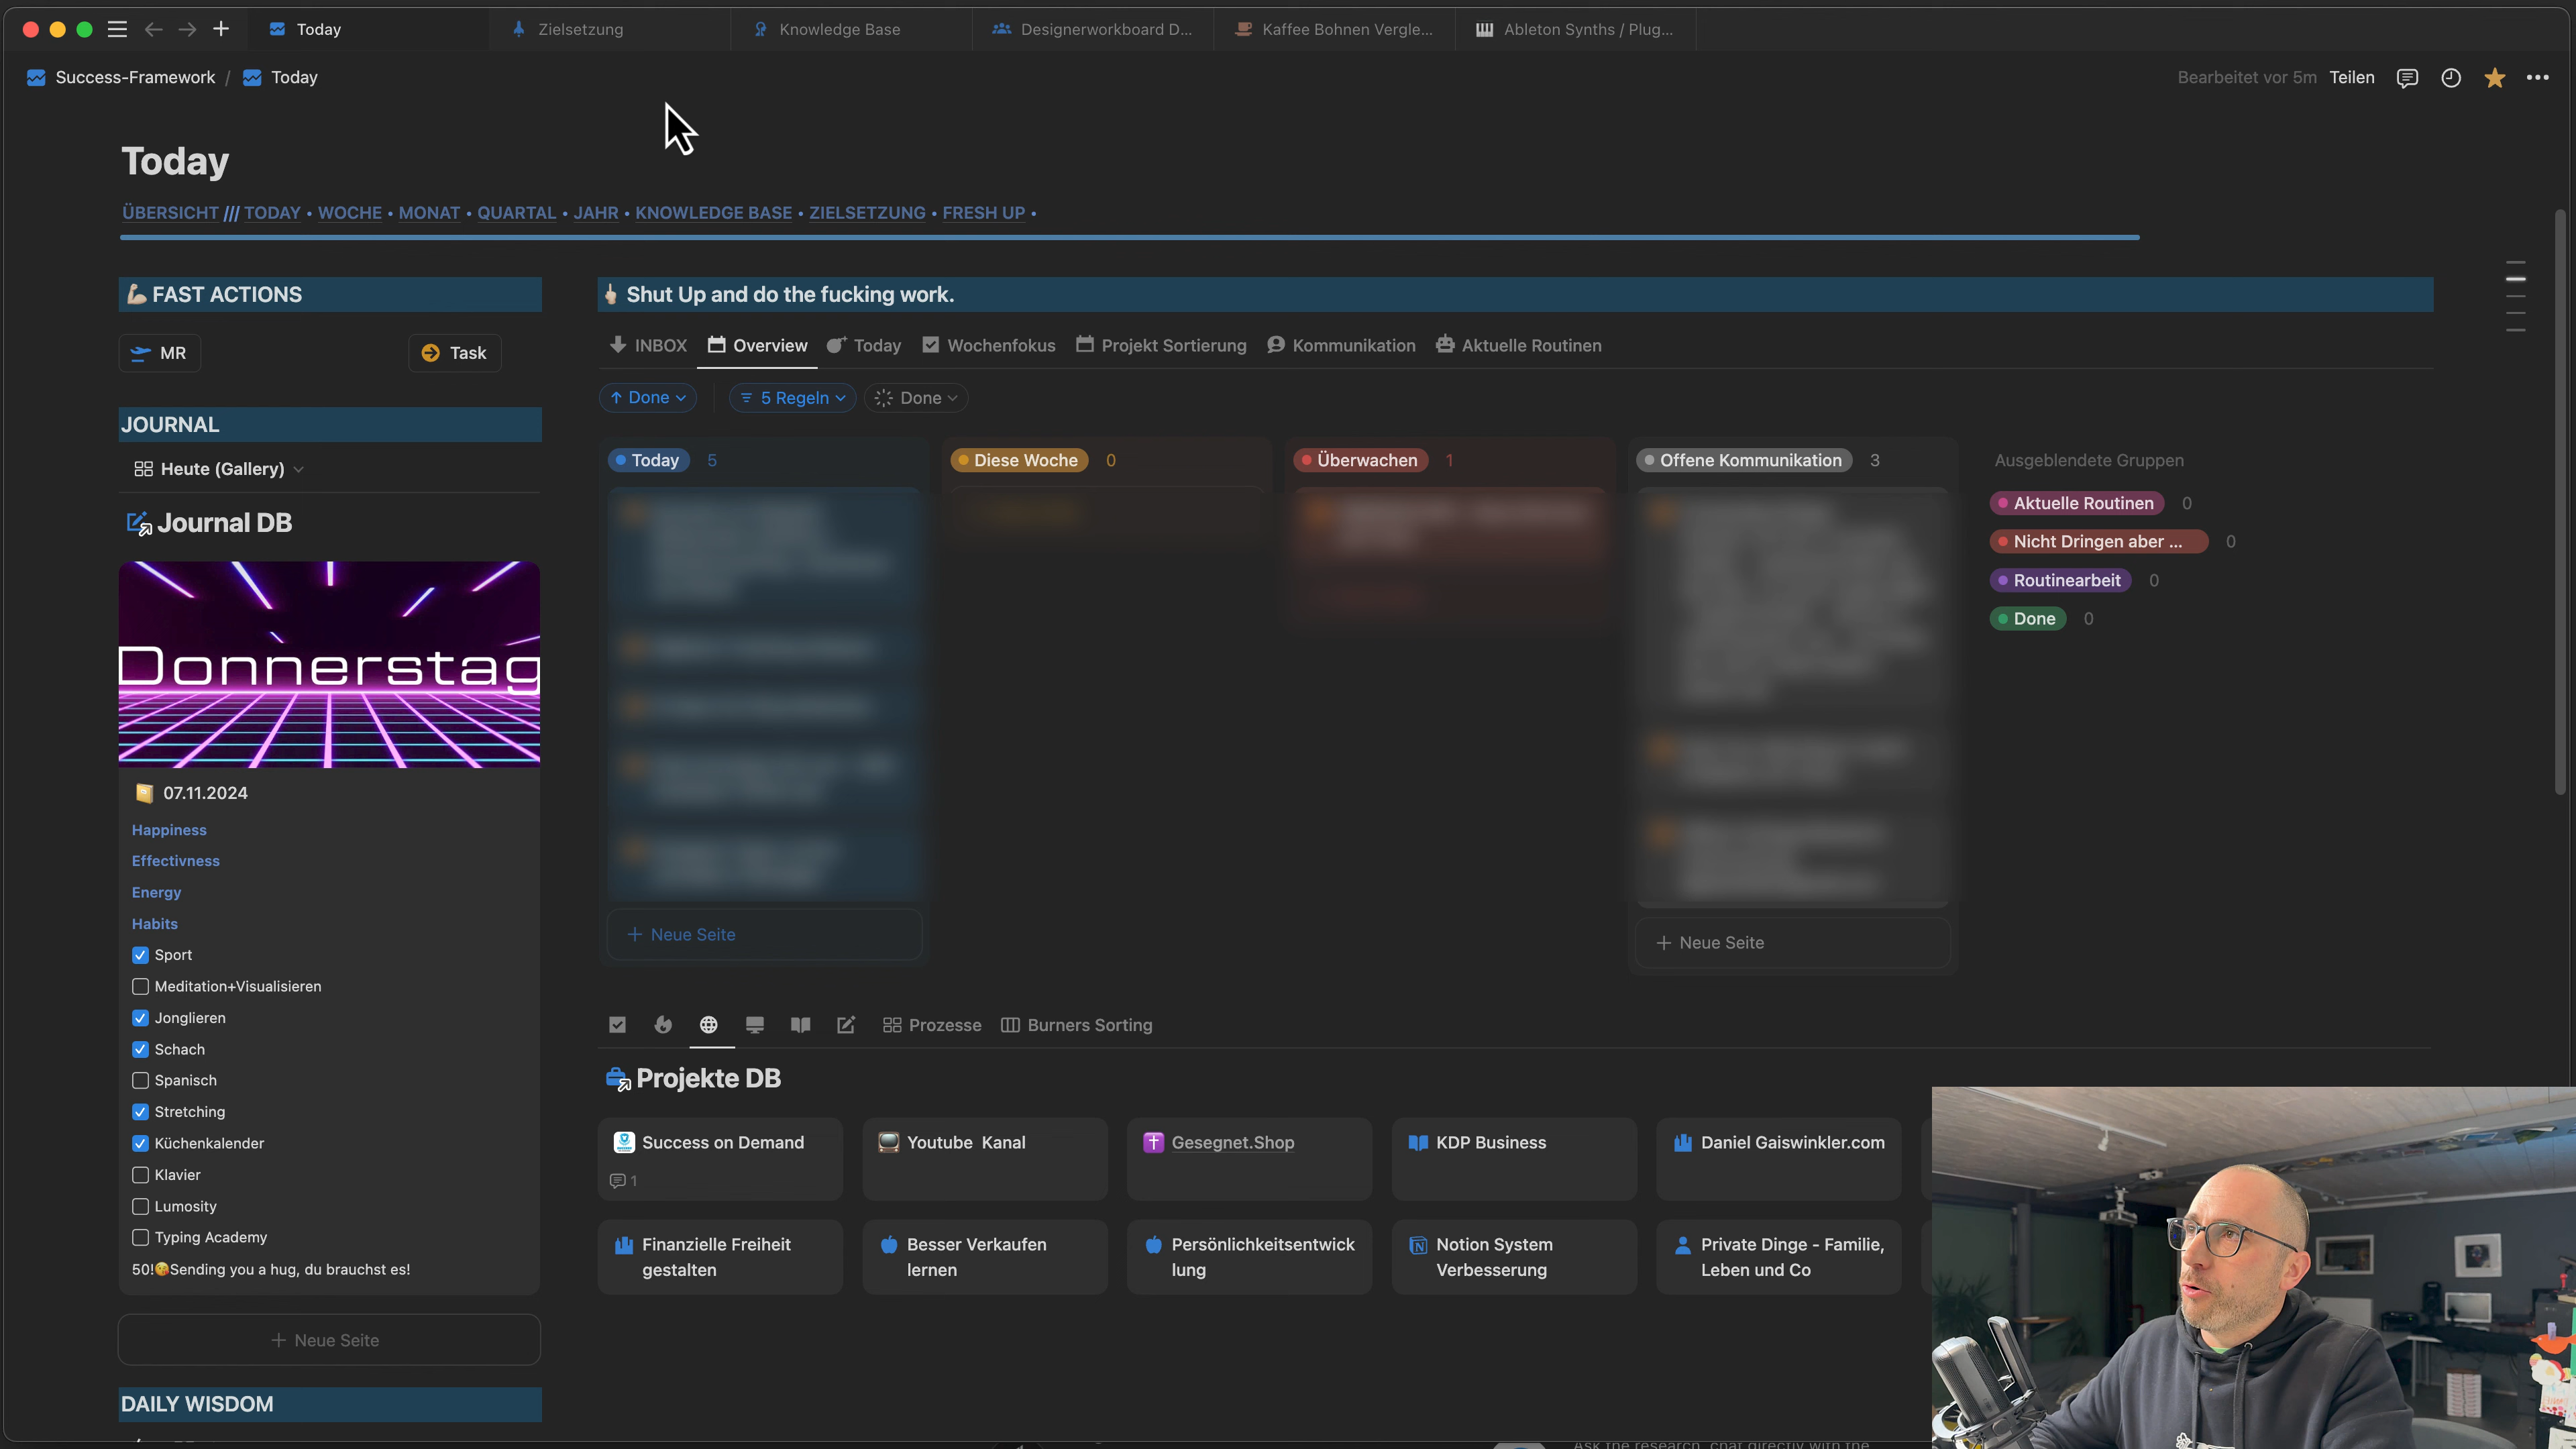 Today
Zielsetzung
Knowledge Base
Designerworkboard D...
Kaffee Bohnen Vergle...
Ableton Synths / Plug...
Success-Framework / Today
Bearbeitet vor 5m
Teilen
Today
ÜBERSICHT /// TODAY • WOCHE • MONAT • QUARTAL • JAHR • KNOWLEDGE BASE • ZIELSETZUNG • FRESH UP •
FAST ACTIONS
MR
Task
JOURNAL
Heute (Gallery)
Journal DB
Donnerstag
07.11.2024
Happiness
Effectivness
Energy
Habits
Sport
Meditation+Visualisieren
Jonglieren
Schach
Spanisch
Stretching
Küchenkalender
Klavier
Lumosity
Typing Academy
50!😘Sending you a hug, du brauchst es!
+ Neue Seite
DAILY WISDOM
Shut Up and do the fucking work.
INBOX
Overview
Today
Wochenfokus
Projekt Sortierung
Kommunikation
Aktuelle Routinen
Done
5 Regeln
Done
Today 5
Diese Woche 0
Überwachen 1
Offene Kommunikation 3
Ausgeblendete Gruppen
Aktuelle Routinen 0
Nicht Dringen aber ... 0
Routinearbeit 0
Done 0
+ Neue Seite
+ Neue Seite
Prozesse
Burners Sorting
Projekte DB
Success on Demand
1
Youtube Kanal
Gesegnet.Shop
KDP Business
Daniel Gaiswinkler.com
Finanzielle Freiheit
gestalten
Besser Verkaufen
lernen
Persönlichkeitsentwick
lung
Notion System
Verbesserung
Private Dinge - Familie,
Leben und Co